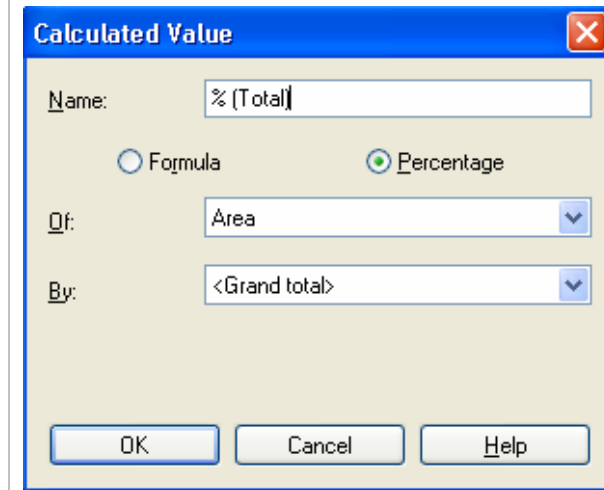 Calculated Value
Name: % (Total)
Formula Percentage
Of: Area
By: <Grand total>
OK Cancel Help